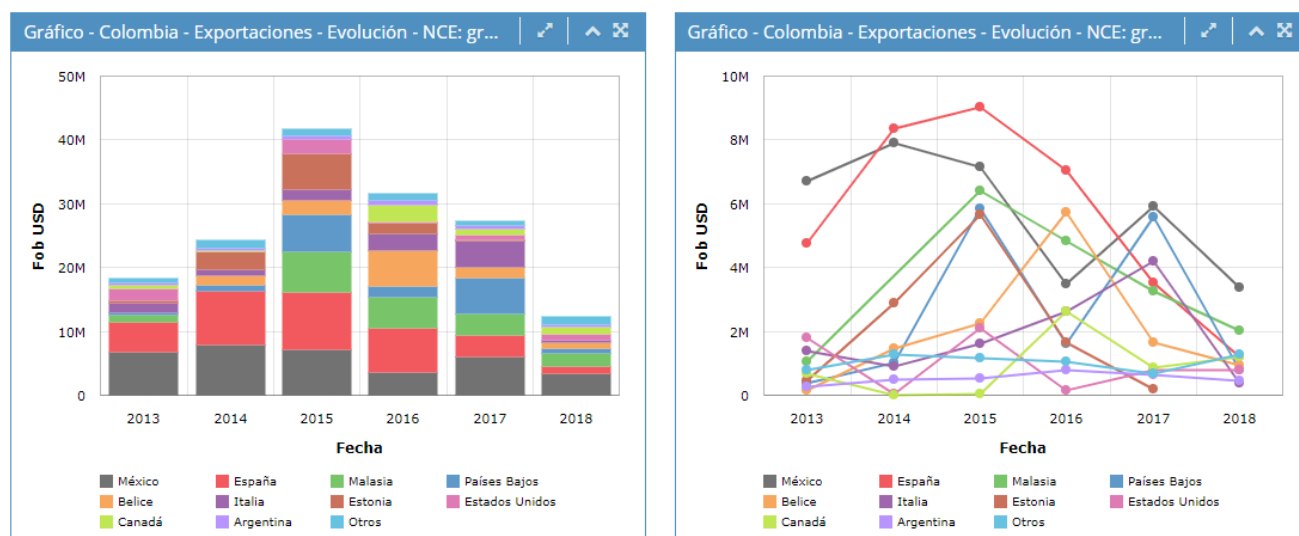 Gráfico - Colombia - Exportaciones - Evolución - NCE: gr...
50M
40M
30M
20M
10M
0
Fob USD
2013 2014 2015 2016 2017 2018
Fecha
México España Malasia Países Bajos
Belice Italia Estonia Estados Unidos
Canadá Argentina Otros
Gráfico - Colombia - Exportaciones - Evolución - NCE: gr...
10M
8M
6M
4M
2M
0
Fob USD
2013 2014 2015 2016 2017 2018
Fecha
México España Malasia Países Bajos
Belice Italia Estonia Estados Unidos
Canadá Argentina Otros